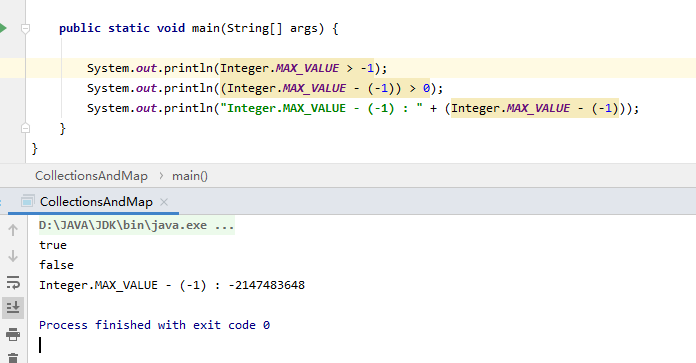 public static void main(String[] args) {
System.out.println(Integer.MAX_VALUE > -1);
System.out.println((Integer.MAX_VALUE - (-1)) > 0);
System.out.println("Integer.MAX_VALUE - (-1) : " + (Integer.MAX_VALUE - (-1)));
}
}
CollectionsAndMap > main()
CollectionsAndMap ×
D:\JAVA\JDK\bin\java.exe ...
true
false
Integer.MAX_VALUE - (-1) : -2147483648
Process finished with exit code 0